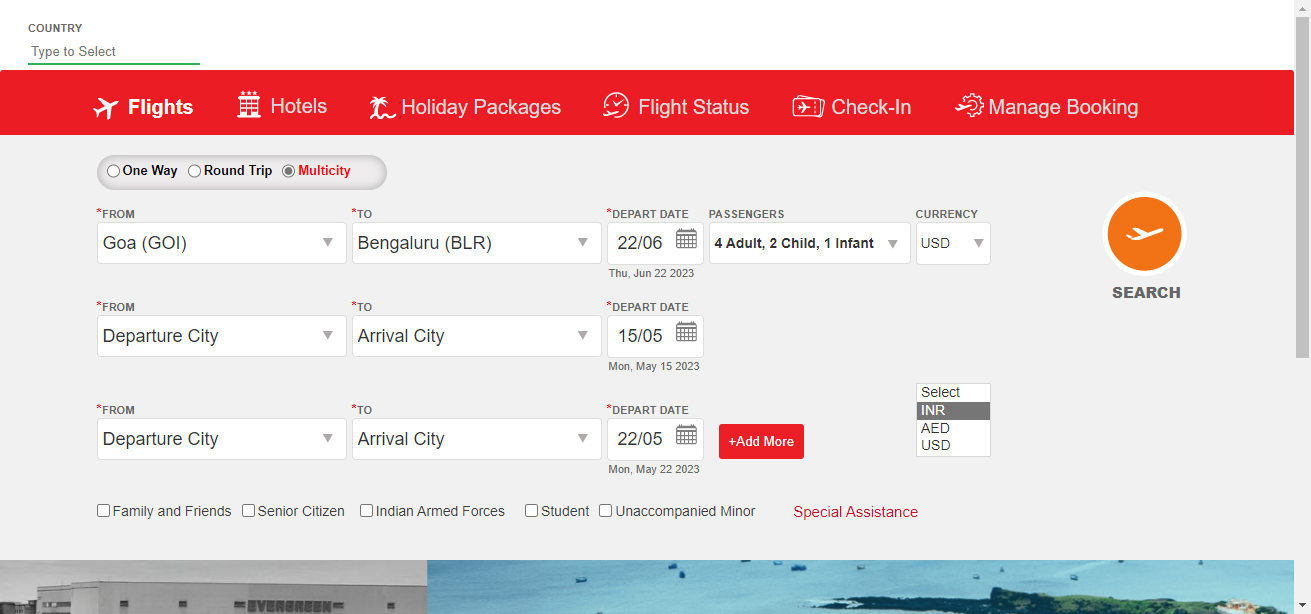 COUNTRY
Type to Select
Flights Hotels Holiday Packages Flight Status Check-In Manage Booking
One Way Round Trip Multicity
*FROM *TO *DEPART DATE PASSENGERS CURRENCY
Goa (GOI) Bengaluru (BLR) 22/06 4 Adult, 2 Child, 1 Infant USD
Thu, Jun 22 2023
SEARCH
*FROM *TO *DEPART DATE
Departure City Arrival City 15/05
Mon, May 15 2023
Select
INR
*FROM *TO *DEPART DATE
AED
Departure City Arrival City 22/05 +Add More
USD
Mon, May 22 2023
Family and Friends Senior Citizen Indian Armed Forces Student Unaccompanied Minor Special Assistance
EVERGREEN